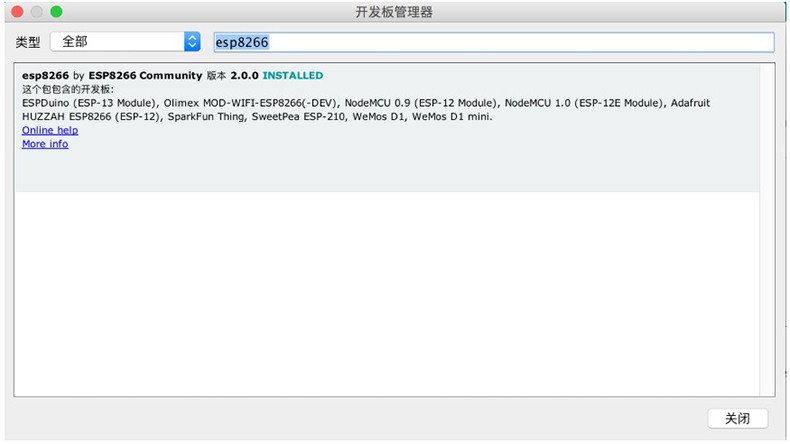 开发板管理器
类型 全部 esp8266
esp8266 by ESP8266 Community 版本 2.0.0 INSTALLED
这个包包含的开发板:
ESPDuino (ESP-13 Module), Olimex MOD-WIFI-ESP8266(-DEV), NodeMCU 0.9 (ESP-12 Module), NodeMCU 1.0 (ESP-12E Module), Adafruit
HUZZAH ESP8266 (ESP-12), SparkFun Thing, SweetPea ESP-210, WeMos D1, WeMos D1 mini.
Online help
More info
关闭